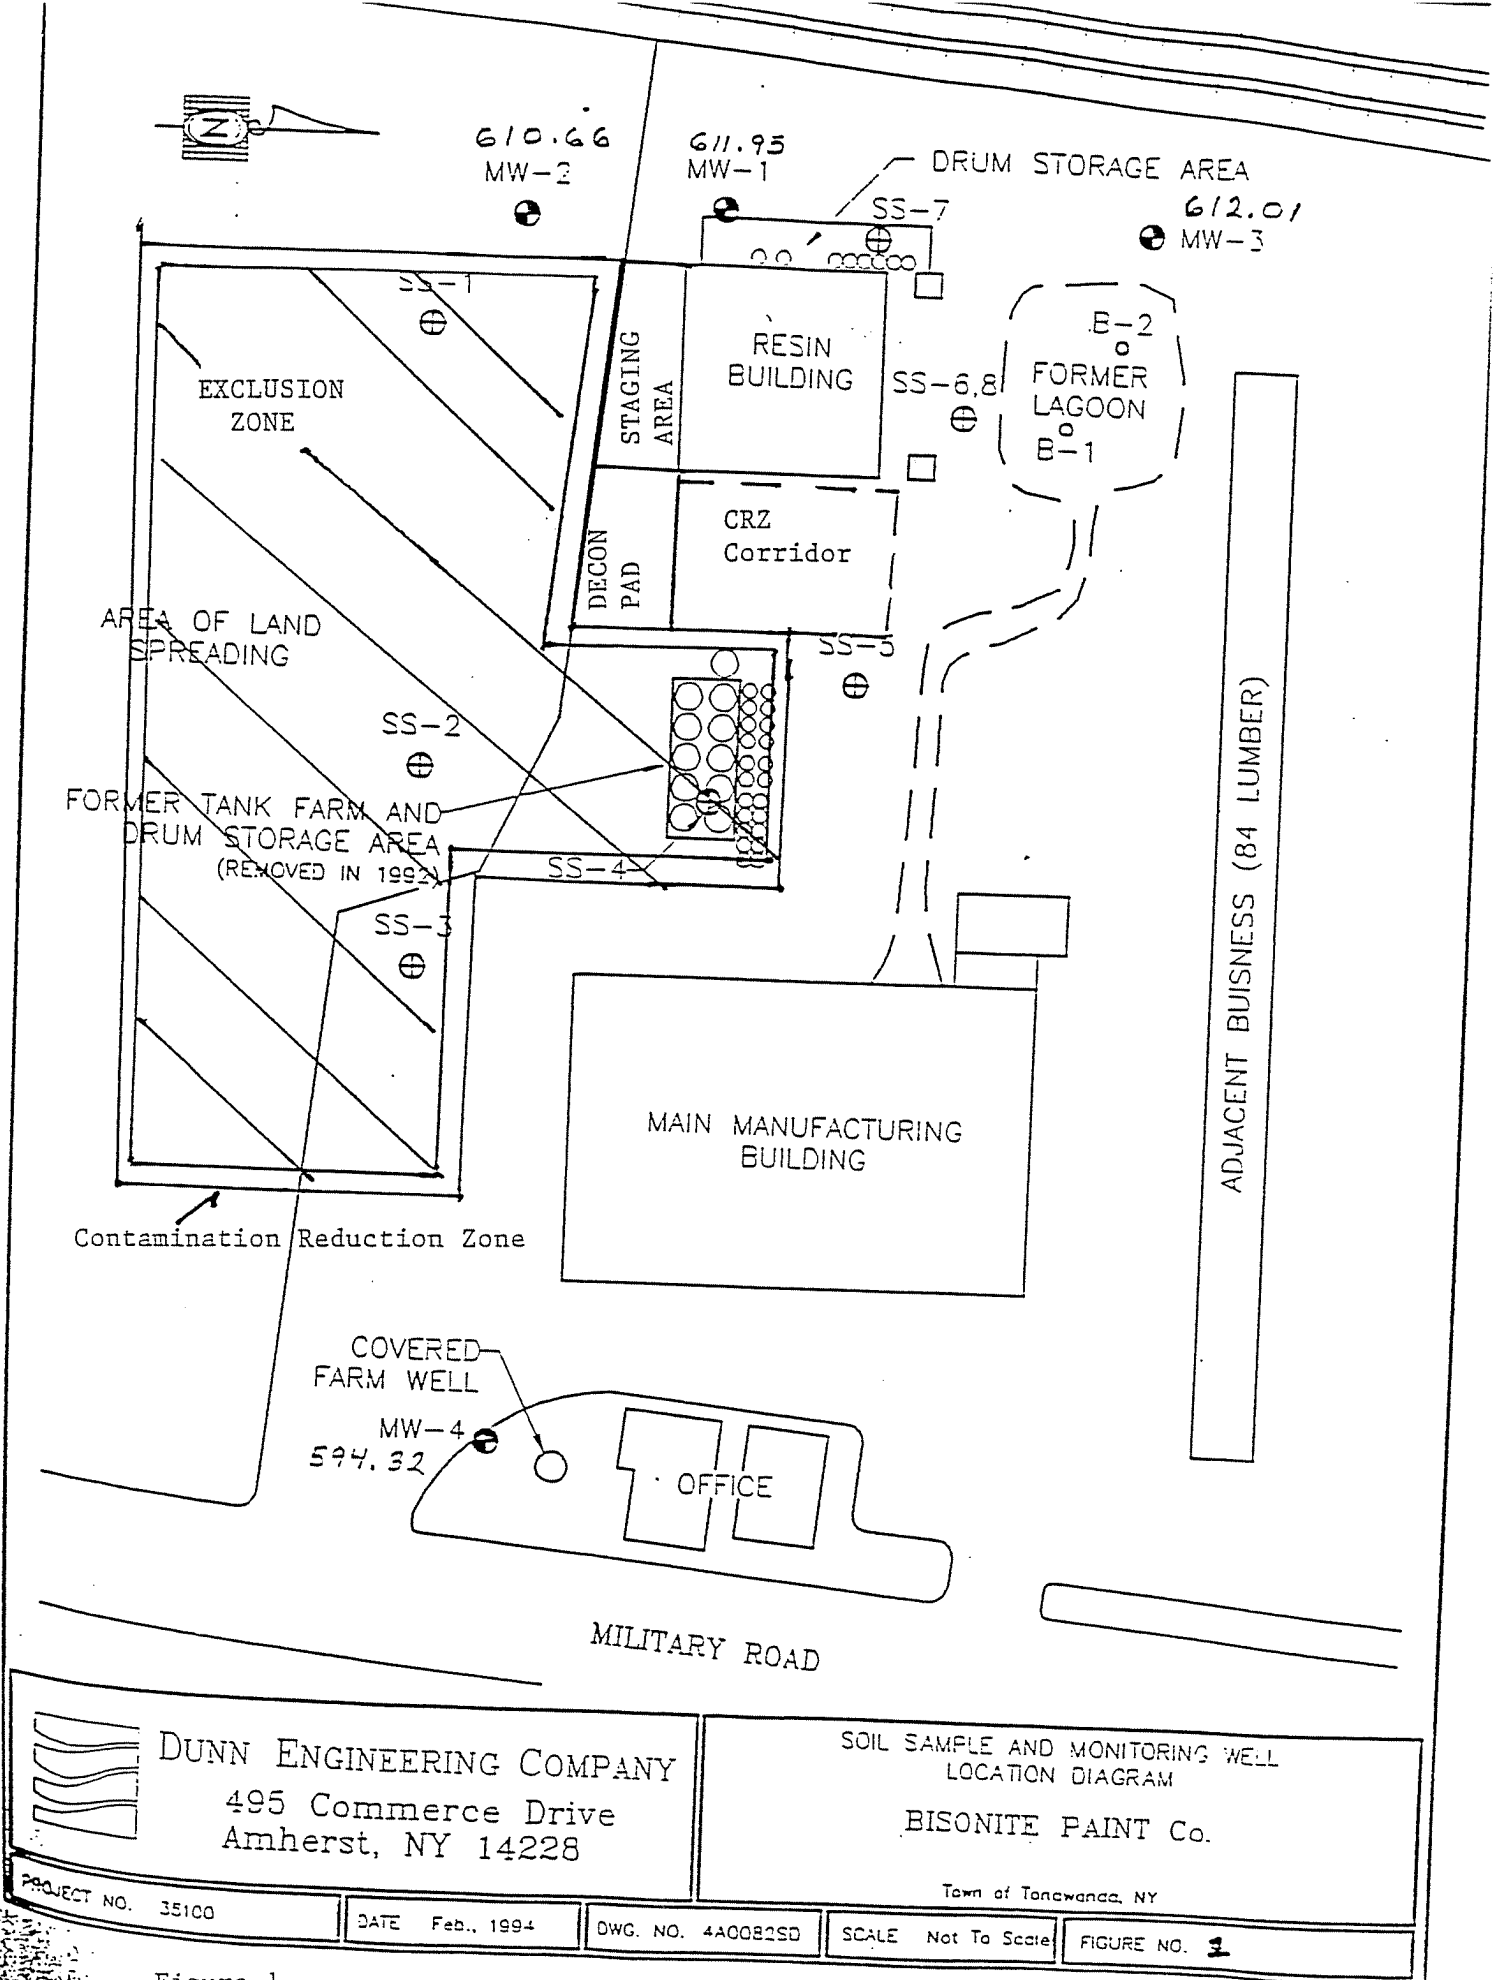 N
610.66
MW-2
611.95
MW-1
DRUM STORAGE AREA
SS-7
612.01
MW-3
SS-1
EXCLUSION
ZONE
STAGING
AREA
RESIN
BUILDING
SS-6,8
B-2
FORMER
LAGOON
B-1
DECON
PAD
CRZ
Corridor
AREA OF LAND
SPREADING
SS-5
SS-2
FORMER TANK FARM AND
DRUM STORAGE AREA
(REMOVED IN 1992)
SS-4
SS-3
ADJACENT BUISNESS (84 LUMBER)
MAIN MANUFACTURING
BUILDING
Contamination Reduction Zone
COVERED
FARM WELL
MW-4
594.32
OFFICE
MILITARY ROAD
DUNN ENGINEERING COMPANY
495 Commerce Drive
Amherst, NY 14228
SOIL SAMPLE AND MONITORING WELL
LOCATION DIAGRAM
BISONITE PAINT Co.
Town of Tonawanda, NY
PROJECT NO. 35100
DATE Feb., 1994
DWG. NO. 4A0082SD
SCALE Not To Scale
FIGURE NO. 1
Figure 1